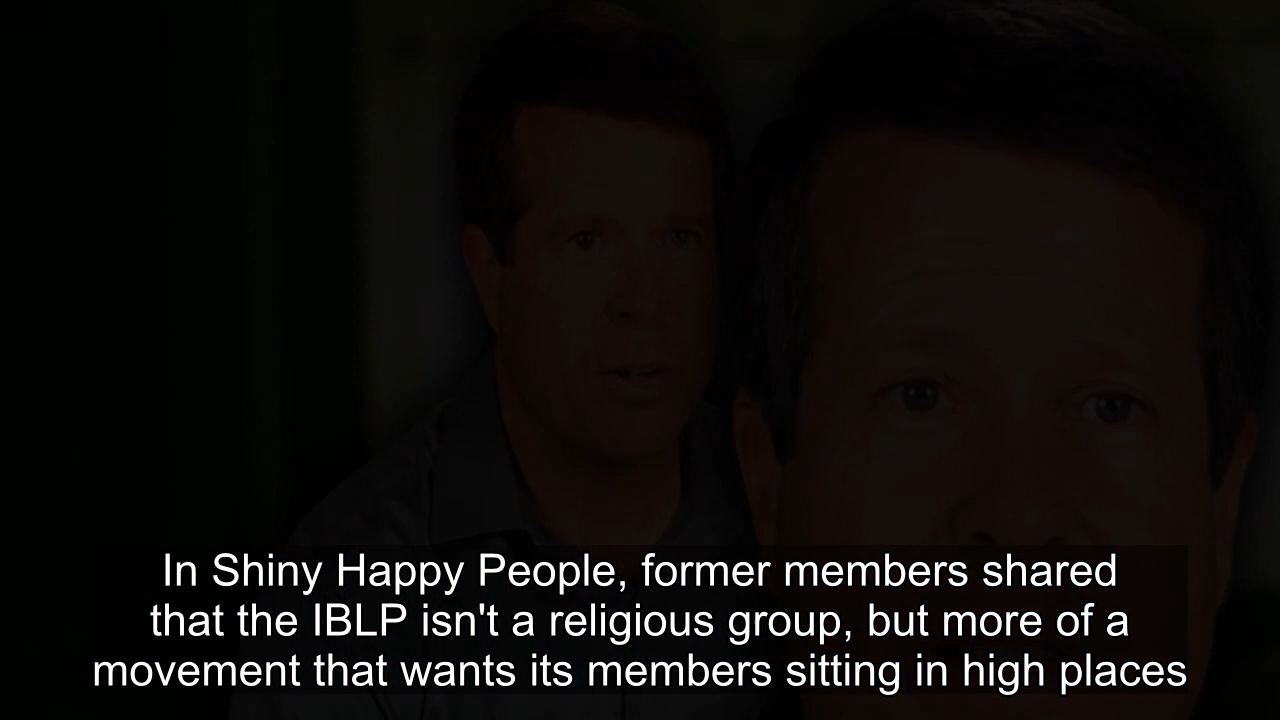 In Shiny Happy People, former members shared
that the IBLP isn't a religious group, but more of a
movement that wants its members sitting in high places